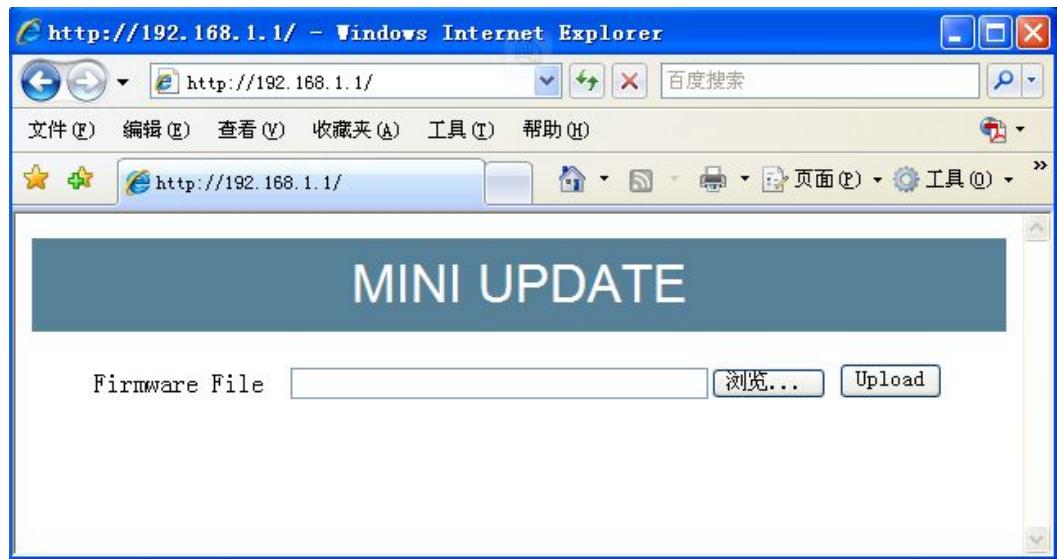 http://192.168.1.1/ - Windows Internet Explorer
http://192.168.1.1/ 百度搜索
文件(F) 编辑(E) 查看(V) 收藏夹(A) 工具(T) 帮助(H)
http://192.168.1.1/ 页面(P) 工具(O) »
MINI UPDATE
Firmware File 浏览... Upload